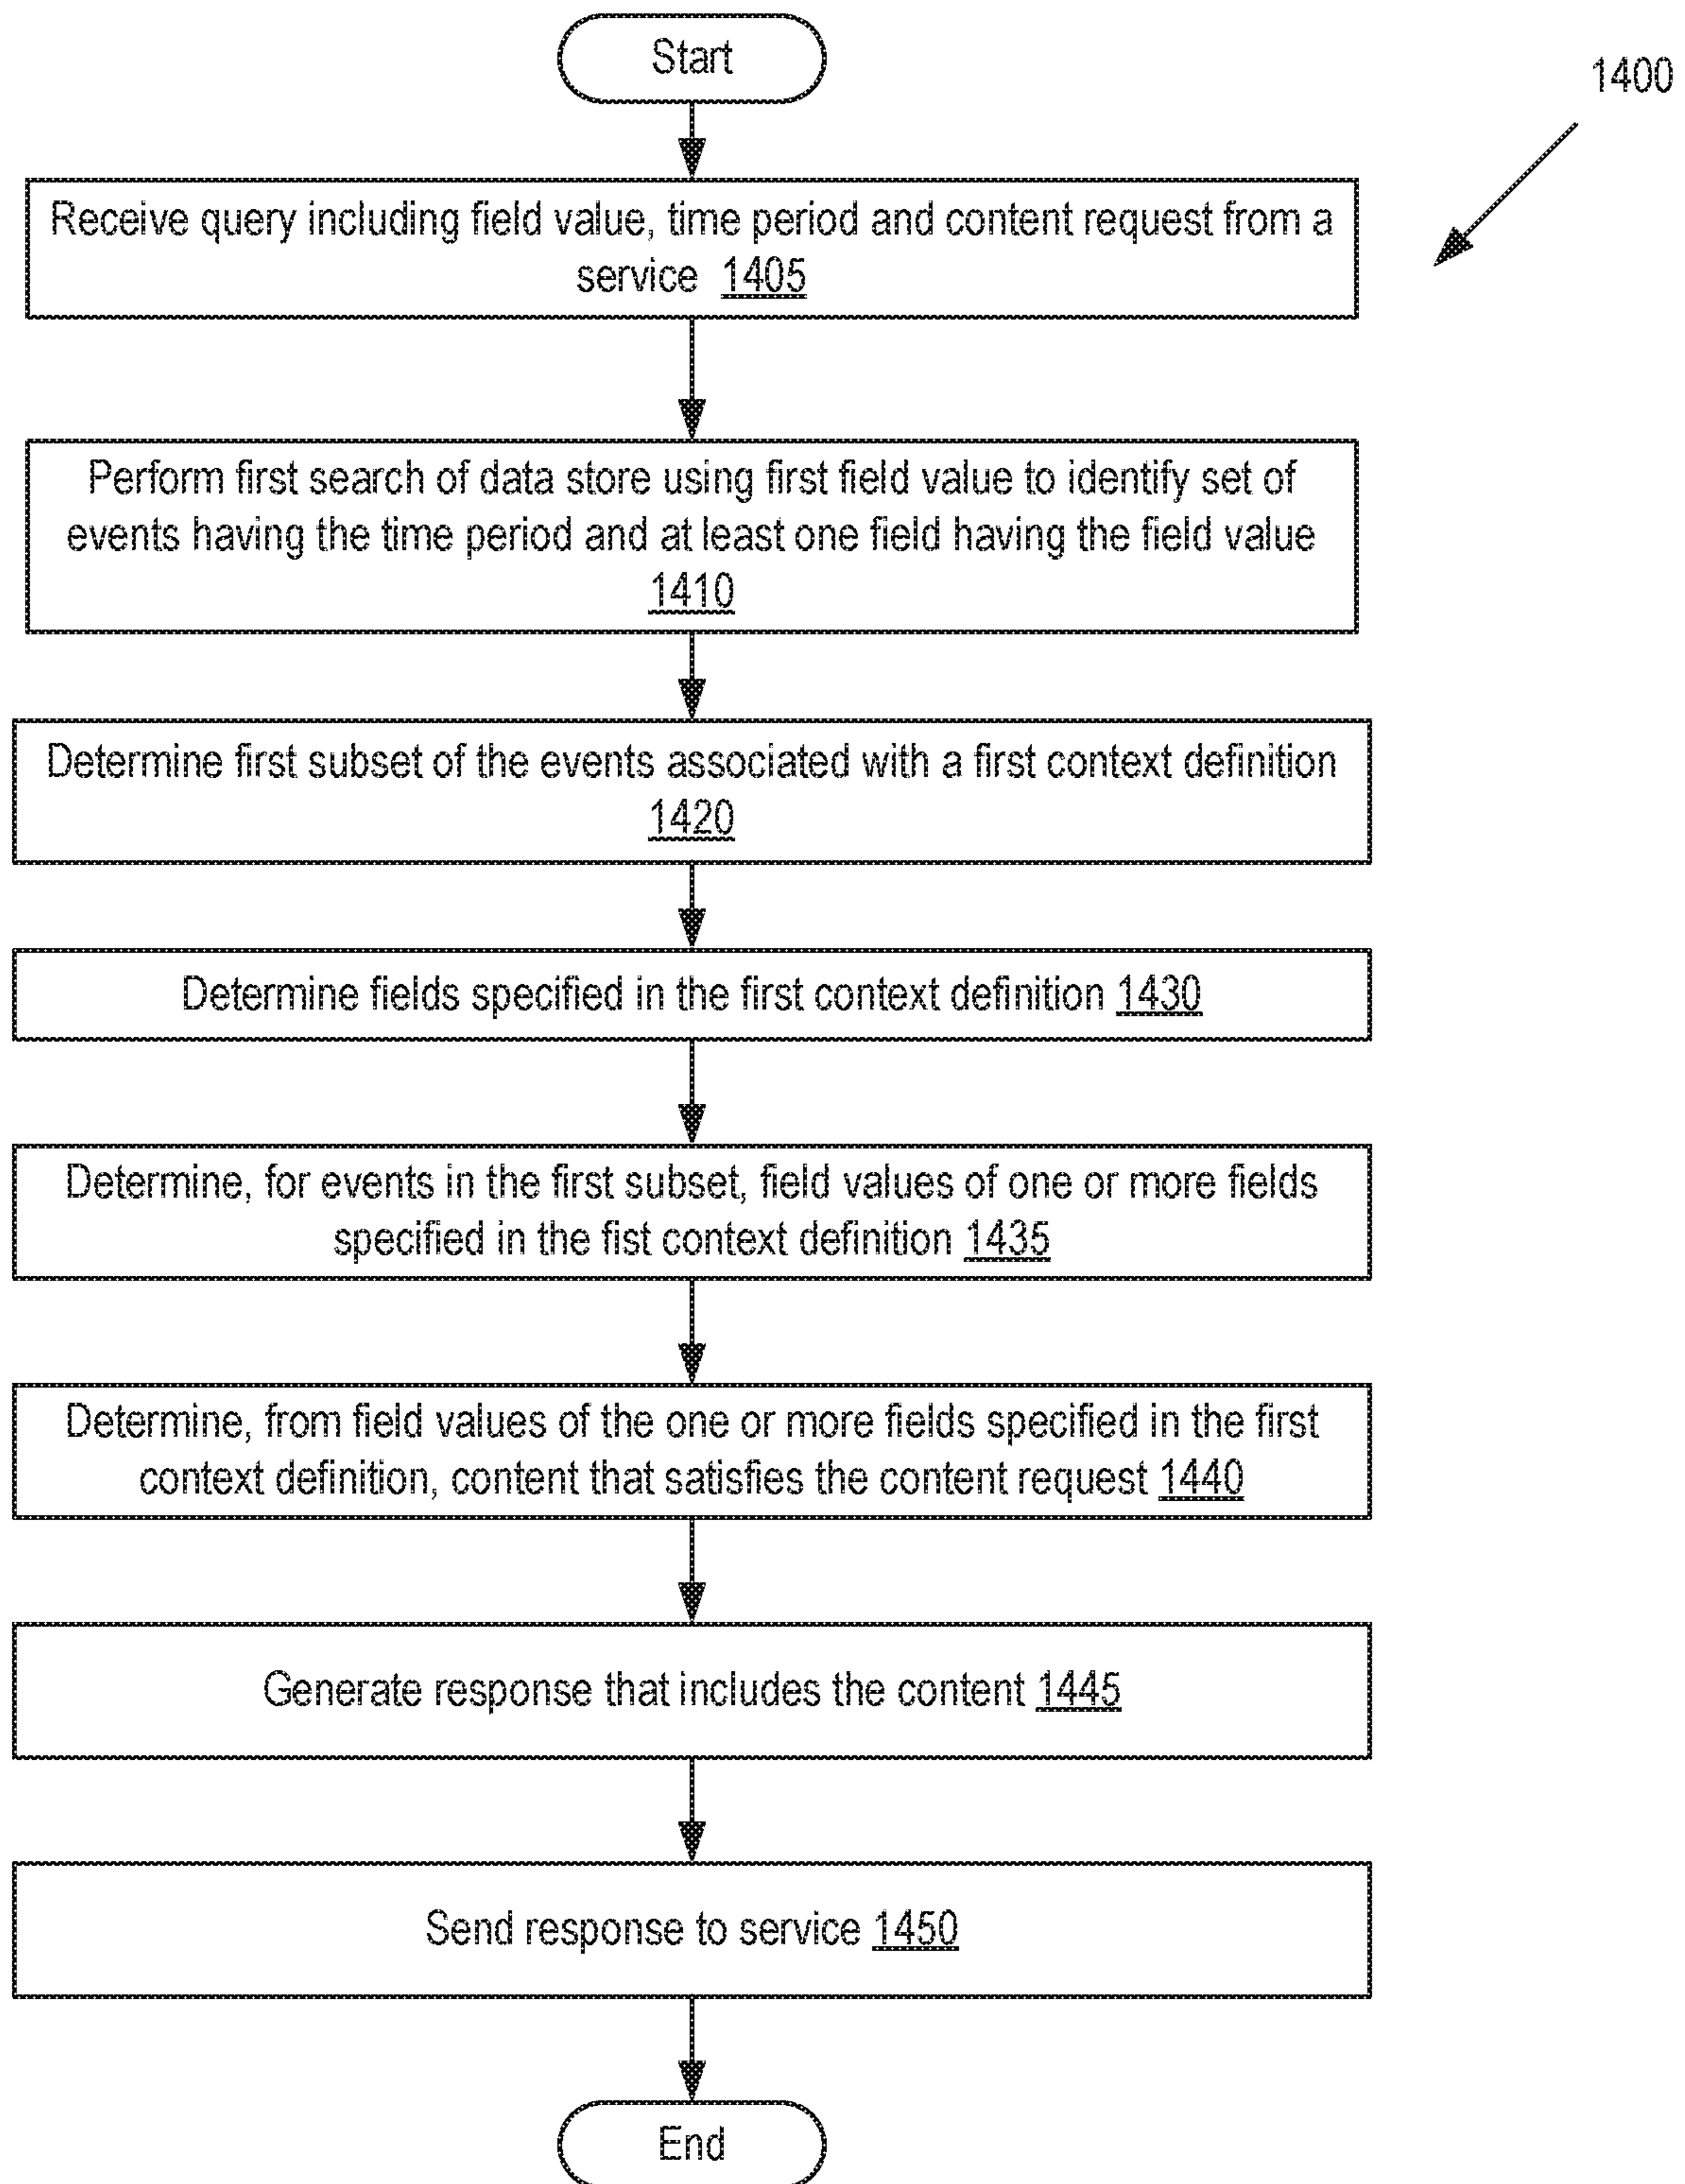 Start
1400
Receive query including field value, time period and content request from a
service 1405
Perform first search of data store using first field value to identify set of
events having the time period and at least one field having the field value
1410
Determine first subset of the events associated with a first context definition
1420
Determine fields specified in the first context definition 1430
Determine, for events in the first subset, field values of one or more fields
specified in the fist context definition 1435
Determine, from field values of the one or more fields specified in the first
context definition, content that satisfies the content request 1440
Generate response that includes the content 1445
Send response to service 1450
End